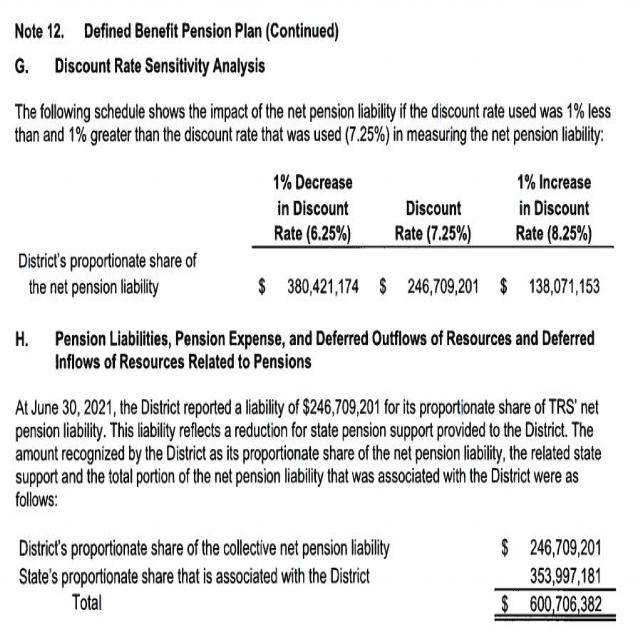 Note 12. Defined Benefit Pension Plan (Continued)
G. Discount Rate Sensitivity Analysis
The following schedule shows the impact of the net pension liability if the discount rate used was 1% less
than and 1% greater than the discount rate that was used (7.25%) in measuring the net pension liability:
1% Decrease 1% Increase
in Discount Discount in Discount
Rate (6.25%) Rate (7.25%) Rate (8.25%)
District's proportionate share of
the net pension liability $ 380,421,174 $ 246,709,201 $ 138,071,153
H. Pension Liabilities, Pension Expense, and Deferred Outflows of Resources and Deferred
Inflows of Resources Related to Pensions
At June 30, 2021, the District reported a liability of $246,709,201 for its proportionate share of TRS' net
pension liability. This liability reflects a reduction for state pension support provided to the District. The
amount recognized by the District as its proportionate share of the net pension liability, the related state
support and the total portion of the net pension liability that was associated with the District were as
follows:
District's proportionate share of the collective net pension liability $ 246,709,201
State's proportionate share that is associated with the District 353,997,181
Total $ 600,706,382